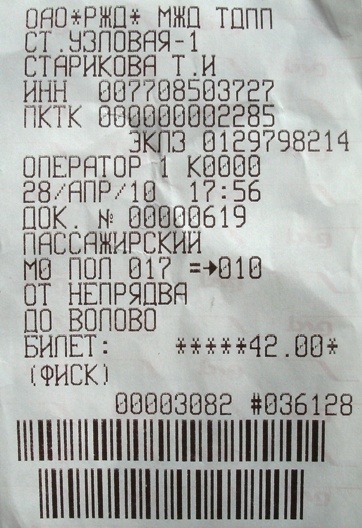 ОАО*РЖД* МЖД ТДПП
СТ.УЗЛОВАЯ-1
СТАРИКОВА Т.И
ИНН 007708503727
ПКТК 000000002285
ЭКЛЗ 0129798214
ОПЕРАТОР 1 К0000
28/АПР/10 17:56
ДОК. № 00000619
ПАССАЖИРСКИЙ
М0 ПОЛ 017 =➔010
ОТ НЕПРЯДВА
ДО ВОЛОВО
БИЛЕТ: *****42.00*
(ФИСК)
00003082 #036128